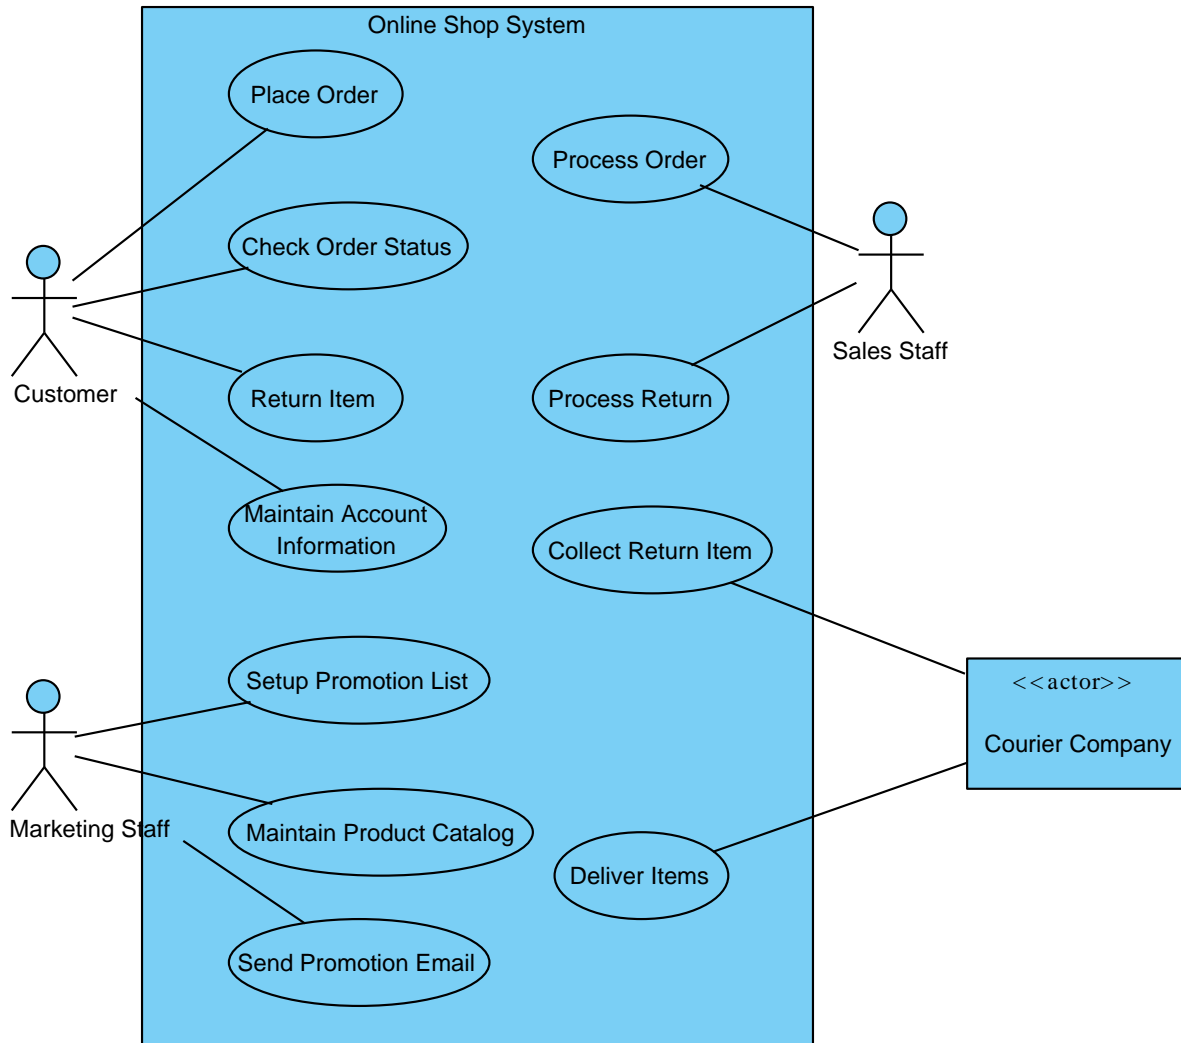 Online Shop System
Place Order
Process Order
Check Order Status
Sales Staff
Customer
Return Item
Process Return
Maintain Account
Information
Collect Return Item
Setup Promotion List
<<actor>>
Courier Company
Marketing Staff
Maintain Product Catalog
Deliver Items
Send Promotion Email